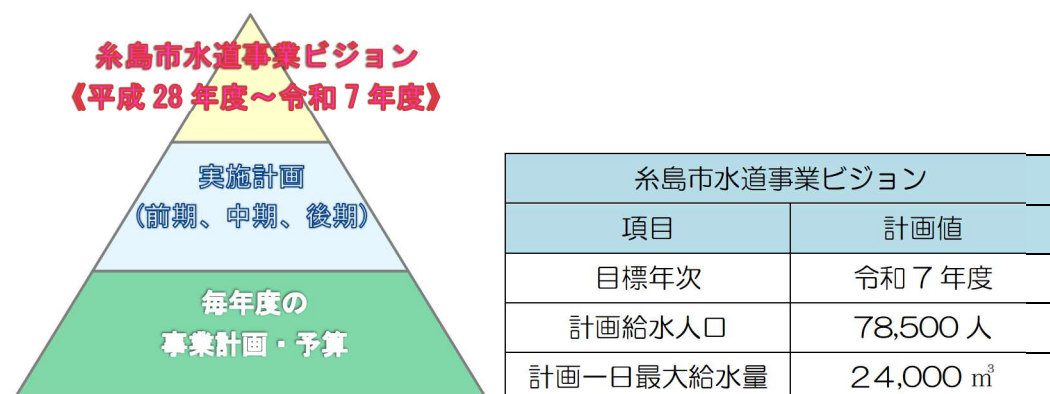 糸島市水道事業ビジョン
《平成28年度～令和7年度》
実施計画
(前期、中期、後期)
毎年度の
事業計画・予算
糸島市水道事業ビジョン
項目 計画値
目標年次 令和7年度
計画給水人口 78,500人
計画一日最大給水量 24,000㎥